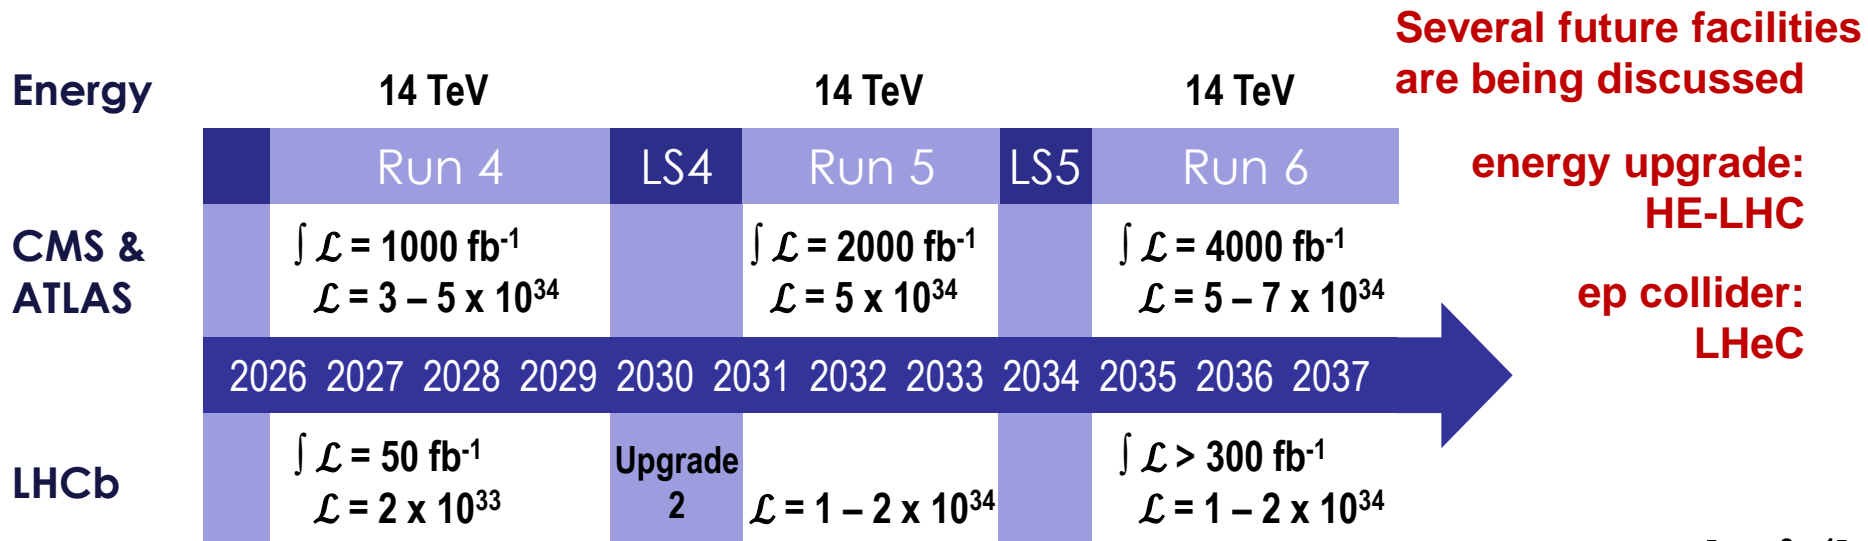 Several future facilities
are being discussed
Energy 14 TeV 14 TeV 14 TeV
Run 4 LS4 Run 5 LS5 Run 6
energy upgrade:
HE-LHC
CMS &
ATLAS
∫ ℒ = 1000 fb⁻¹ ∫ ℒ = 2000 fb⁻¹ ∫ ℒ = 4000 fb⁻¹
ℒ = 3 – 5 x 10³⁴ ℒ = 5 x 10³⁴ ℒ = 5 – 7 x 10³⁴
ep collider:
LHeC
2026 2027 2028 2029 2030 2031 2032 2033 2034 2035 2036 2037
LHCb
∫ ℒ = 50 fb⁻¹ Upgrade ∫ ℒ > 300 fb⁻¹
ℒ = 2 x 10³³ 2 ℒ = 1 – 2 x 10³⁴ ℒ = 1 – 2 x 10³⁴